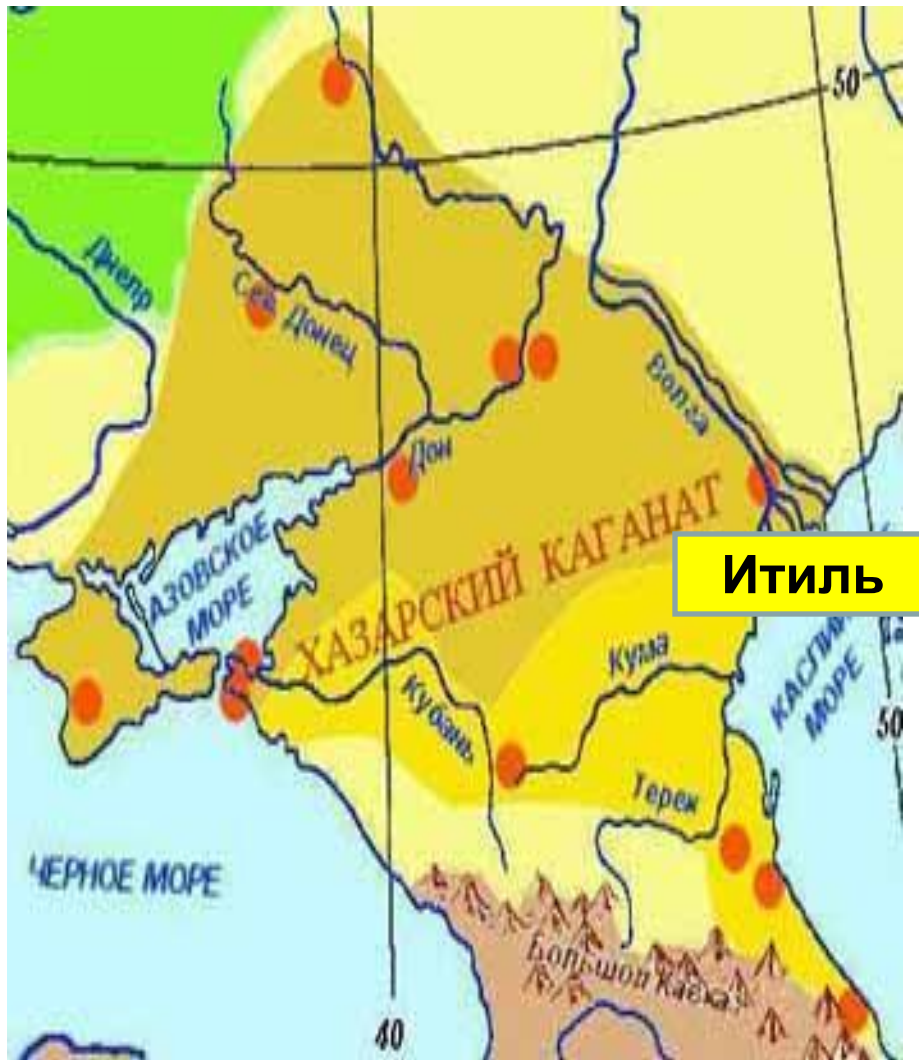 50
Днепр
Сев. Донец
Волга
Дон
АЗОВСКОЕ
МОРЕ
ХАЗАРСКИЙ КАГАНАТ
Итиль
Кубань
Кума
КАСПИЙ
МОРЕ
50
Терек
ЧЕРНОЕ МОРЕ
Большой Кавказ
40